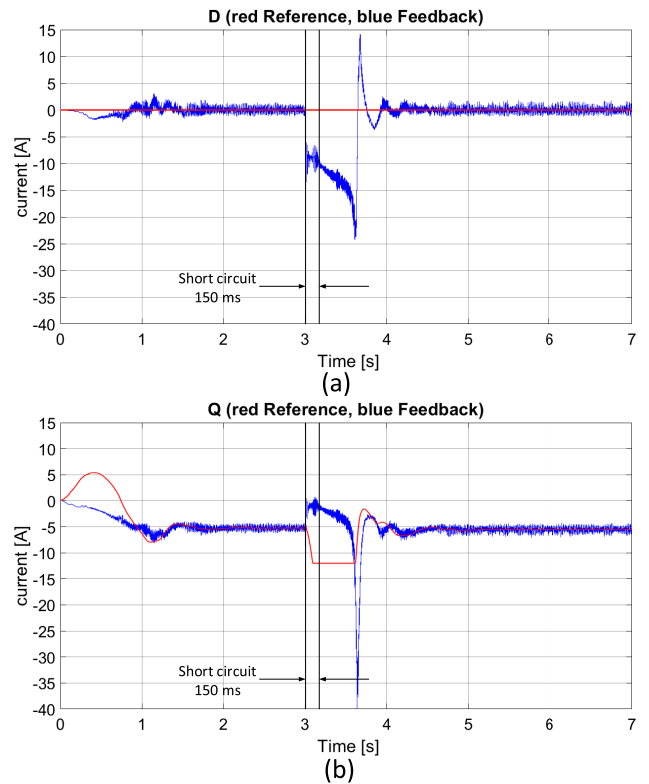 D (red Reference, blue Feedback)
15
10
5
0
-5
-10
-15
-20
-25
-30
-35
-40
current [A]
Short circuit
150 ms
0 1 2 3 4 5 6 7
Time [s]
(a)
Q (red Reference, blue Feedback)
15
10
5
0
-5
-10
-15
-20
-25
-30
-35
-40
current [A]
Short circuit
150 ms
0 1 2 3 4 5 6 7
Time [s]
(b)